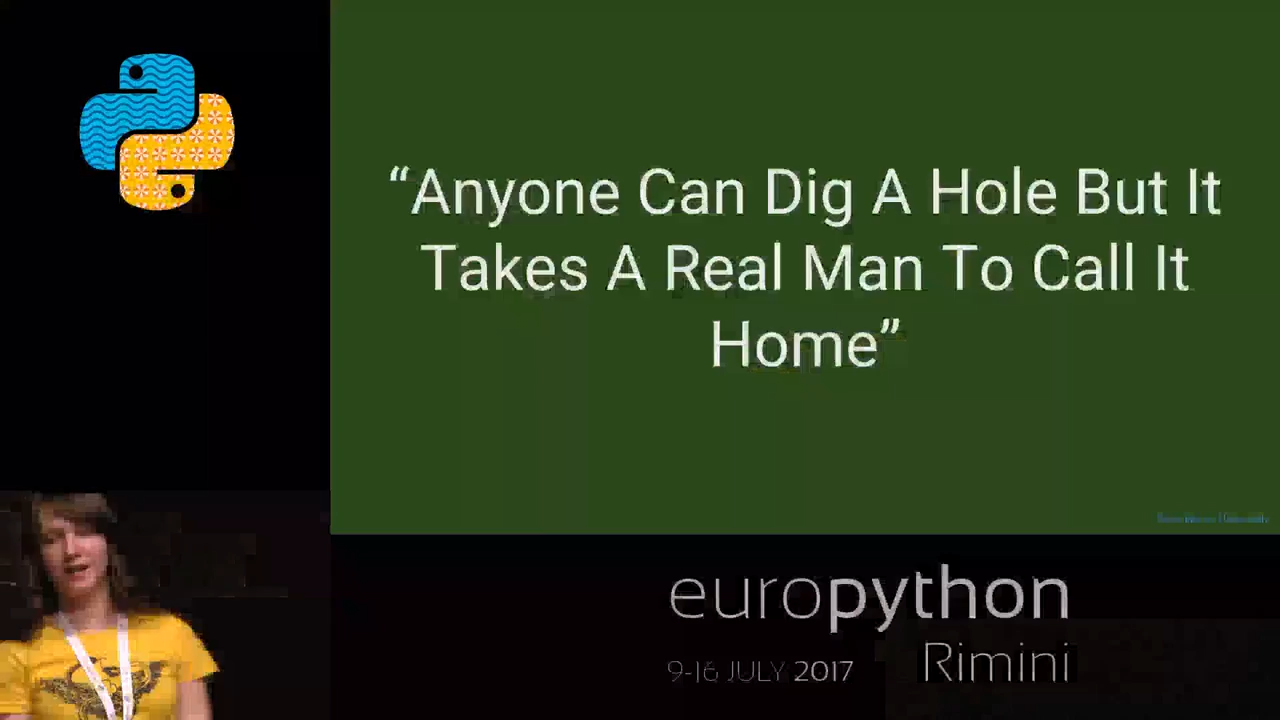 “Anyone Can Dig A Hole But It
Takes A Real Man To Call It
Home”
europython
9-16 JULY 2017
Rimini